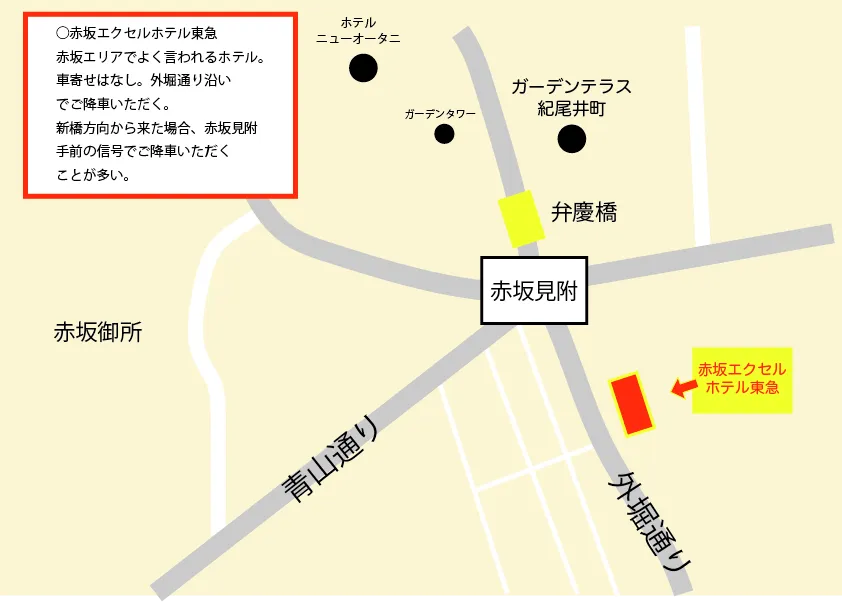 ○赤坂エクセルホテル東急
赤坂エリアでよく言われるホテル。
車寄せはなし。外堀通り沿い
でご降車いただく。
新橋方向から来た場合、赤坂見附
手前の信号でご降車いただく
ことが多い。
ホテル
ニューオータニ
ガーデンタワー
ガーデンテラス
紀尾井町
弁慶橋
赤坂見附
赤坂御所
赤坂エクセル
ホテル東急
青山通り
外堀通り